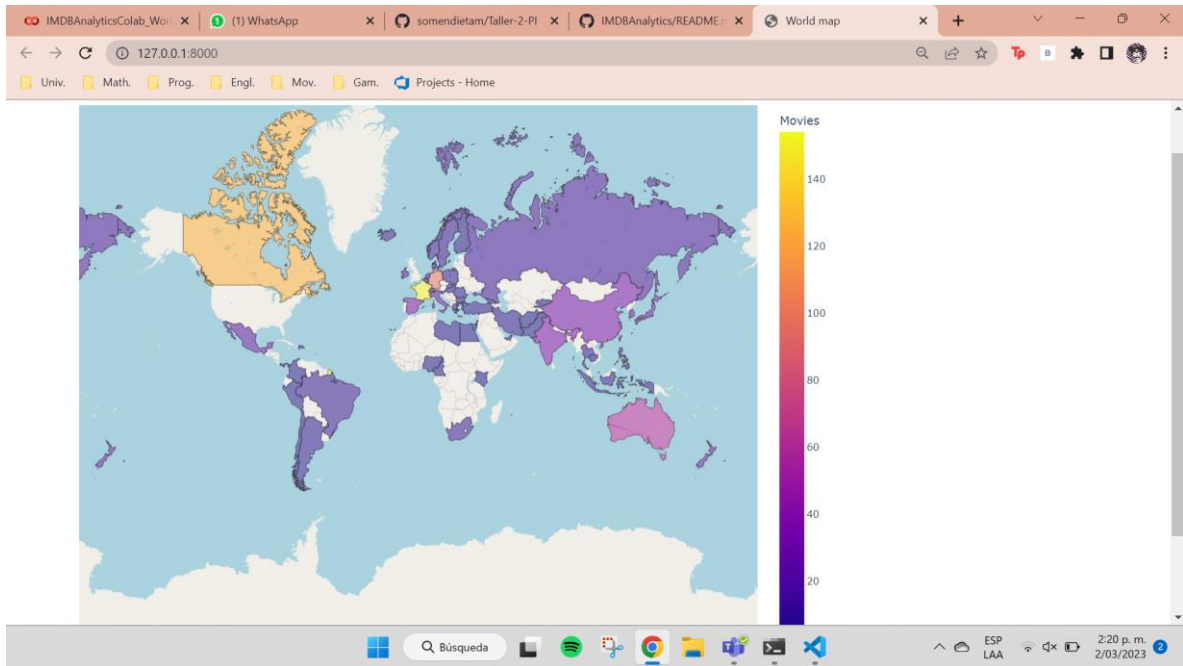 IMDBAnalyticsColab_Wor
(1) WhatsApp
somendietam/Taller-2-PI
IMDBAnalytics/README.
World map
127.0.0.1:8000
Univ.
Math.
Prog.
Engl.
Mov.
Gam.
Projects - Home
Movies
140
120
100
80
60
40
20
Búsqueda
ESP
LAA
2:20 p. m.
2/03/2023
2